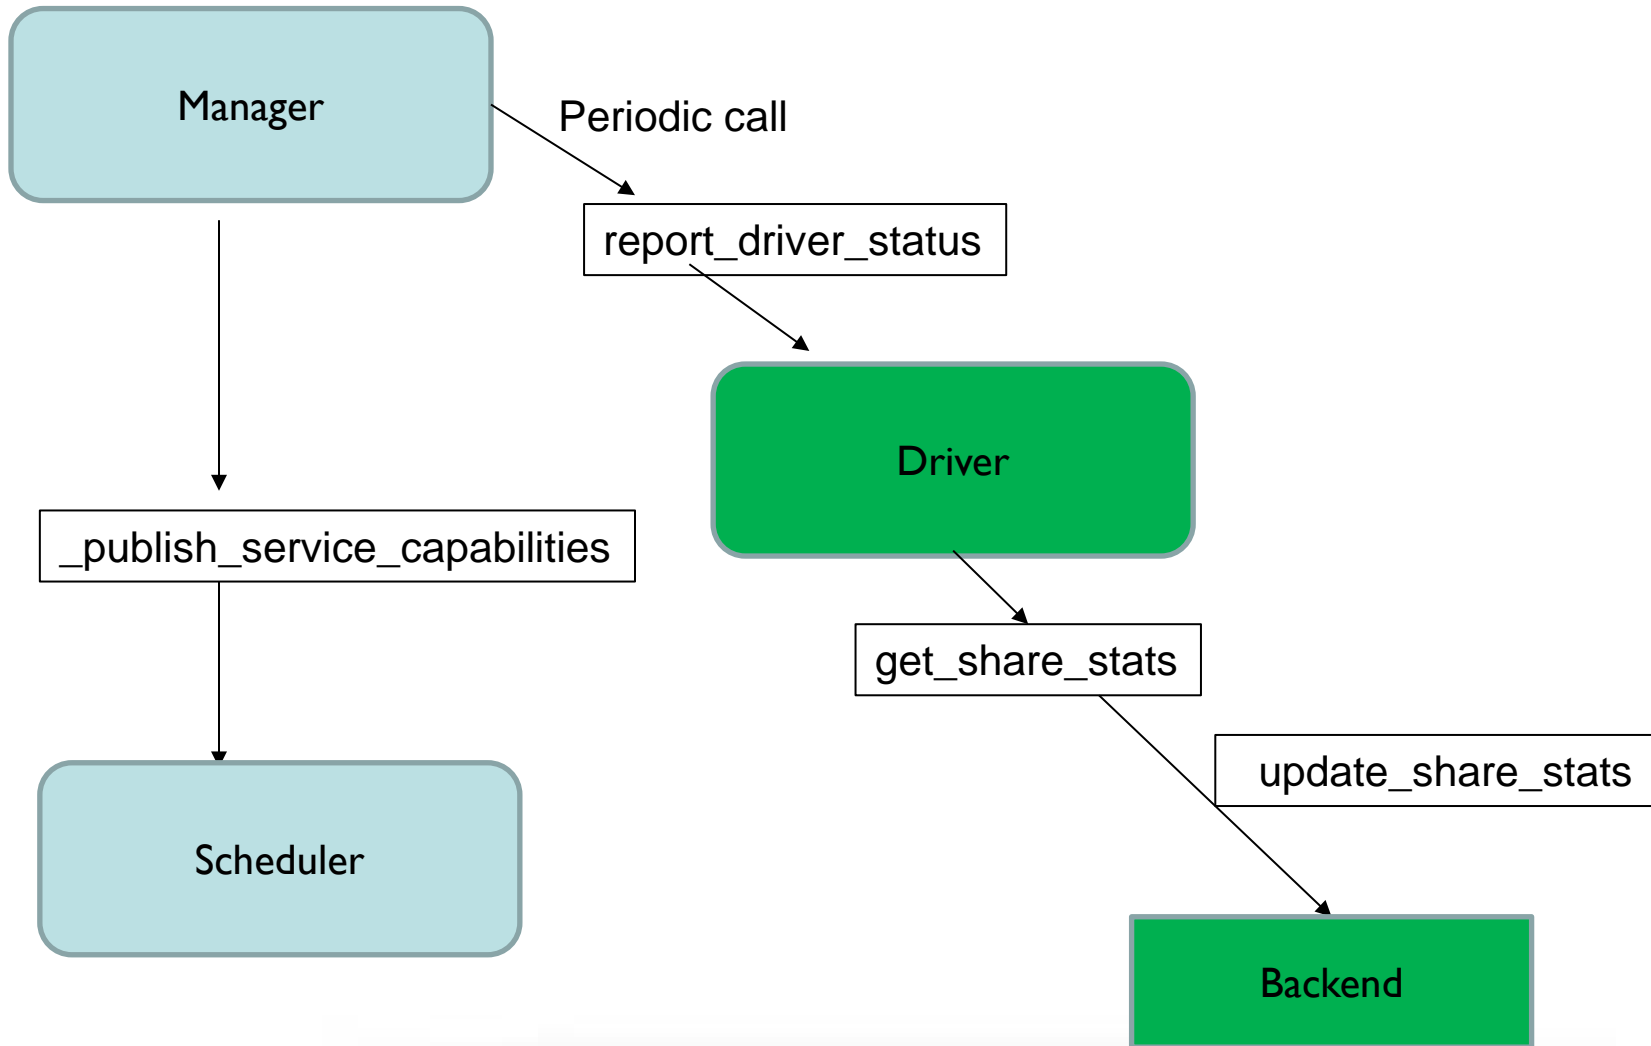 Manager
Periodic call
report_driver_status
Driver
_publish_service_capabilities
get_share_stats
update_share_stats
Scheduler
Backend